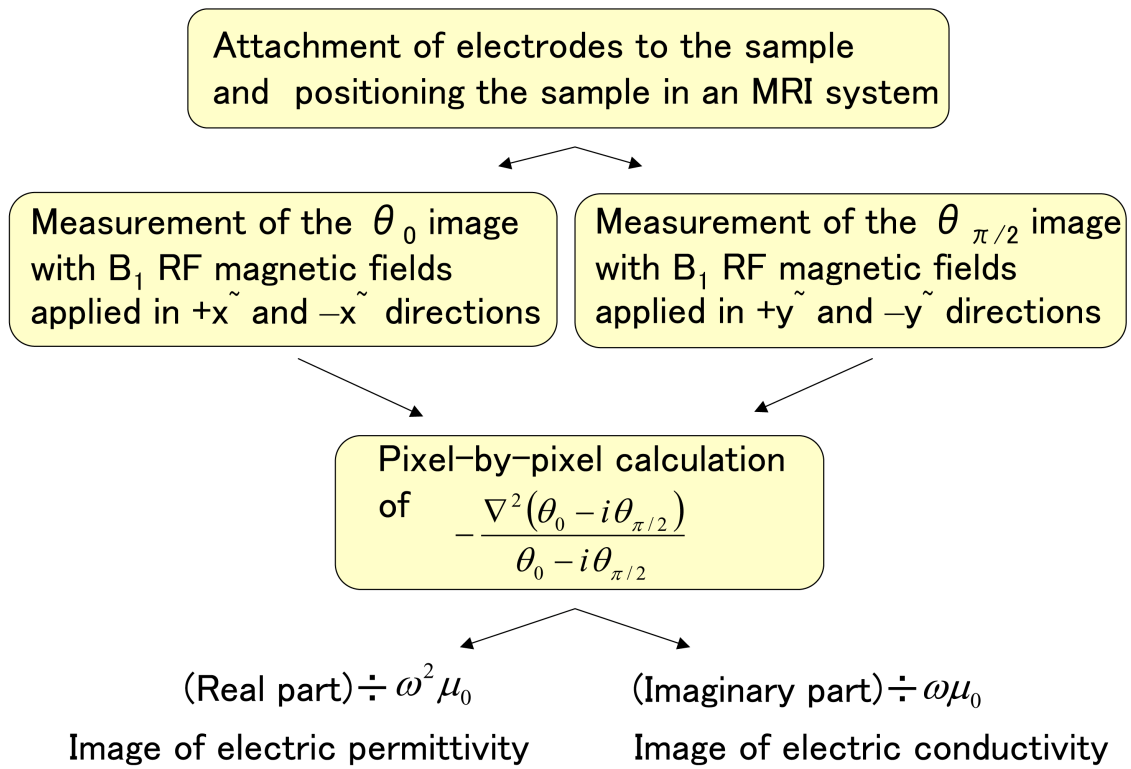 Attachment of electrodes to the sample
and positioning the sample in an MRI system
Measurement of the θ₀ image
with B₁ RF magnetic fields
applied in +x˜ and −x˜ directions
Measurement of the θ π/2 image
with B₁ RF magnetic fields
applied in +y˜ and −y˜ directions
Pixel-by-pixel calculation
of
− ∇²(θ₀ − iθ π/2)
θ₀ − iθ π/2
(Real part)÷ω²μ₀
Image of electric permittivity
(Imaginary part)÷ωμ₀
Image of electric conductivity